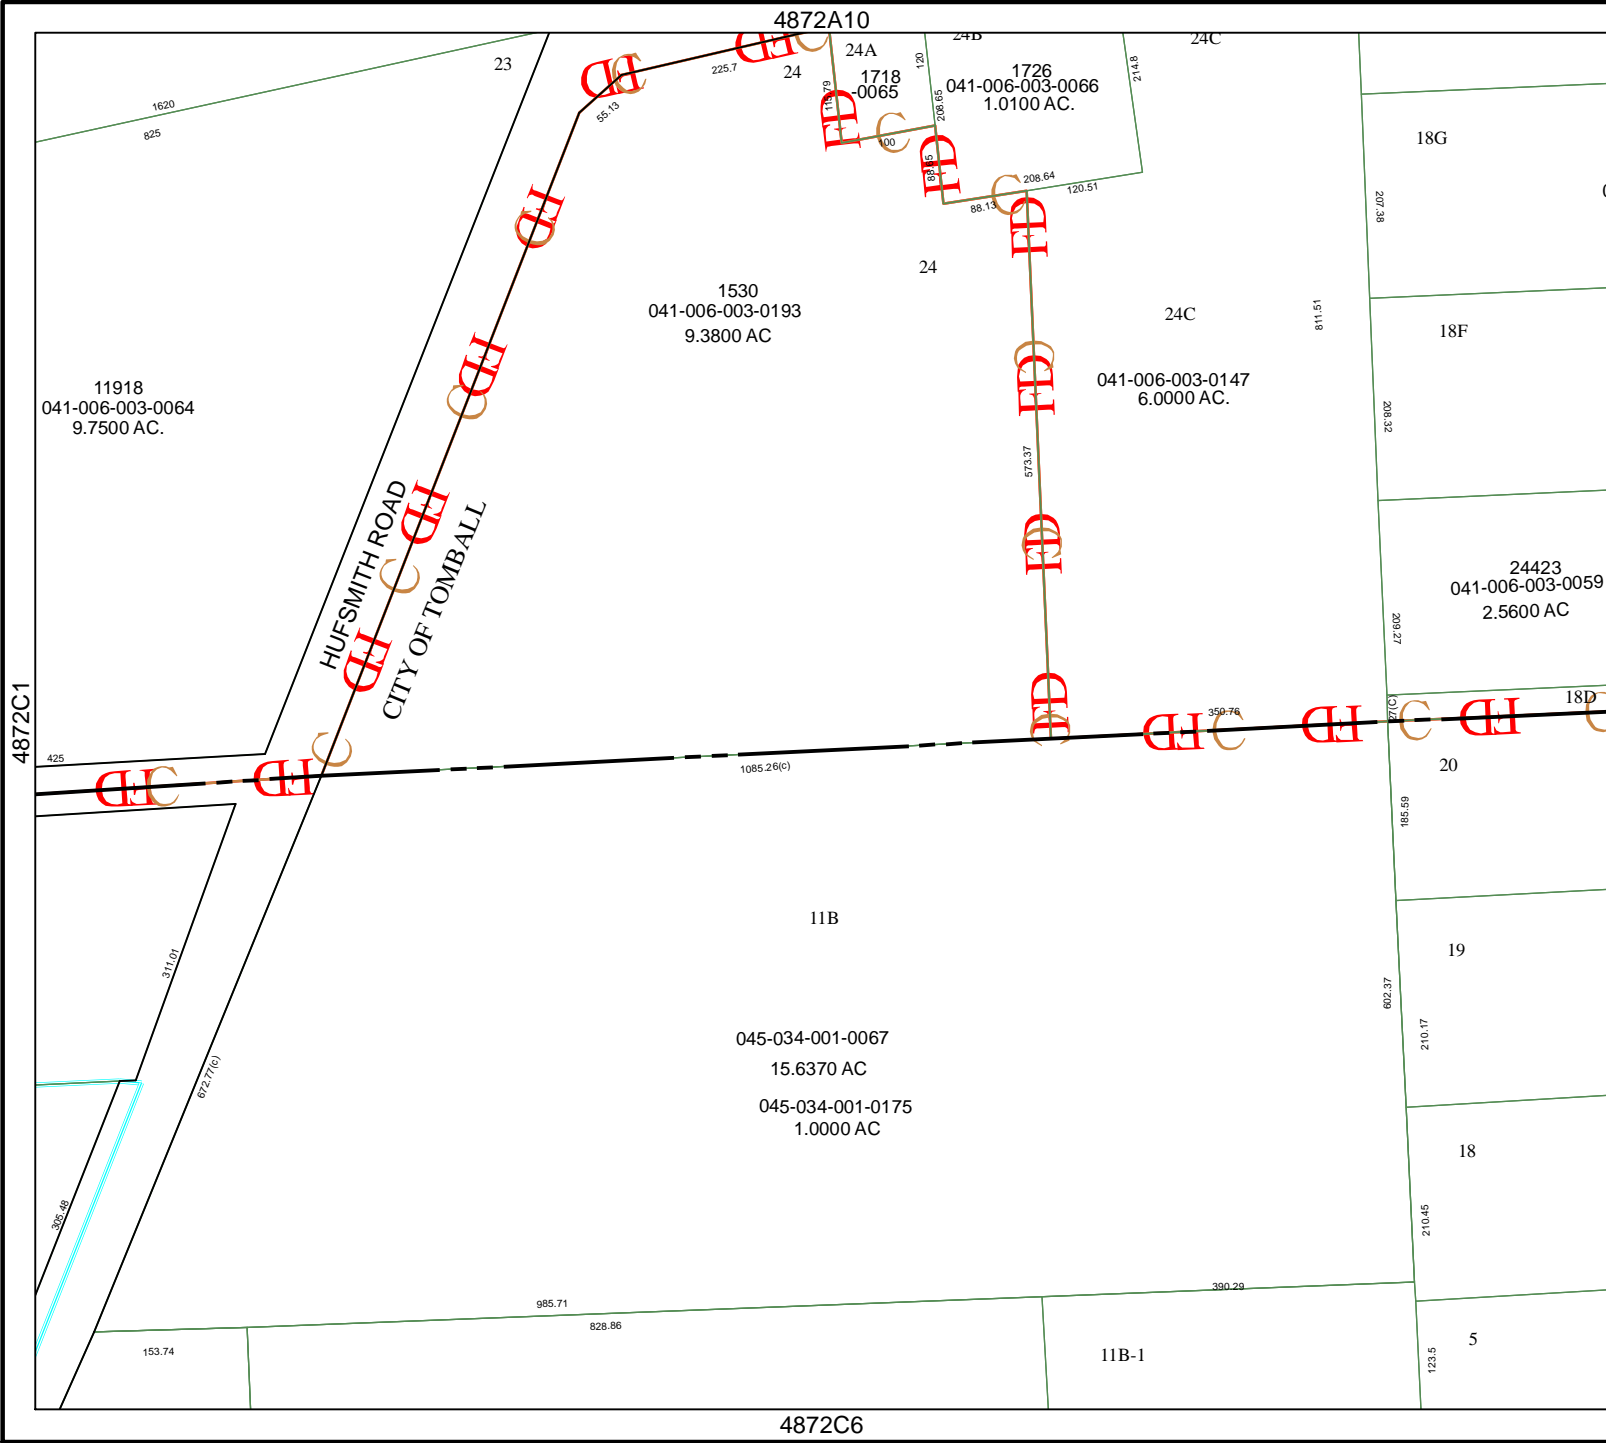 4872A10
23
1620
825
55.13
225.7
24
24A
1718
-0065
115.79
100
120
24B
208.65
1726
041-006-003-0066
1.0100 AC.
214.8
24C
88.65
88.13
208.64
120.51
18G
207.38
24
1530
041-006-003-0193
9.3800 AC
24C
811.51
18F
041-006-003-0147
6.0000 AC.
208.32
11918
041-006-003-0064
9.7500 AC.
573.37
HUFSMITH ROAD
CITY OF TOMBALL
24423
041-006-003-0059
2.5600 AC
209.27
4872C1
425
1085.26(c)
350.76
27(C)
18D
20
185.59
11B
311.01
672.77(c)
19
602.37
210.17
045-034-001-0067
15.6370 AC
045-034-001-0175
1.0000 AC
18
305.48
210.45
390.29
985.71
828.86
153.74
11B-1
5
123.5
4872C6